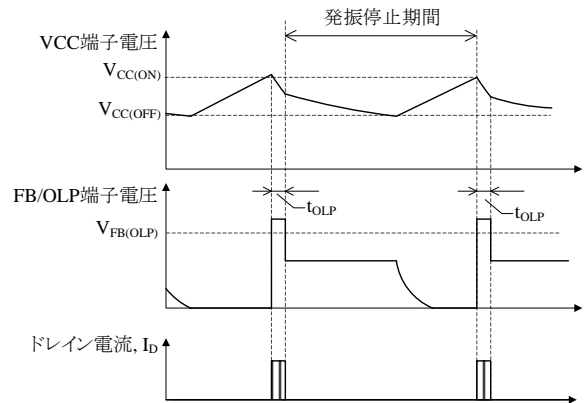 発振停止期間
VCC端子電圧
VCC(ON)
VCC(OFF)
FB/OLP端子電圧
tOLP
tOLP
VFB(OLP)
ドレイン電流, ID